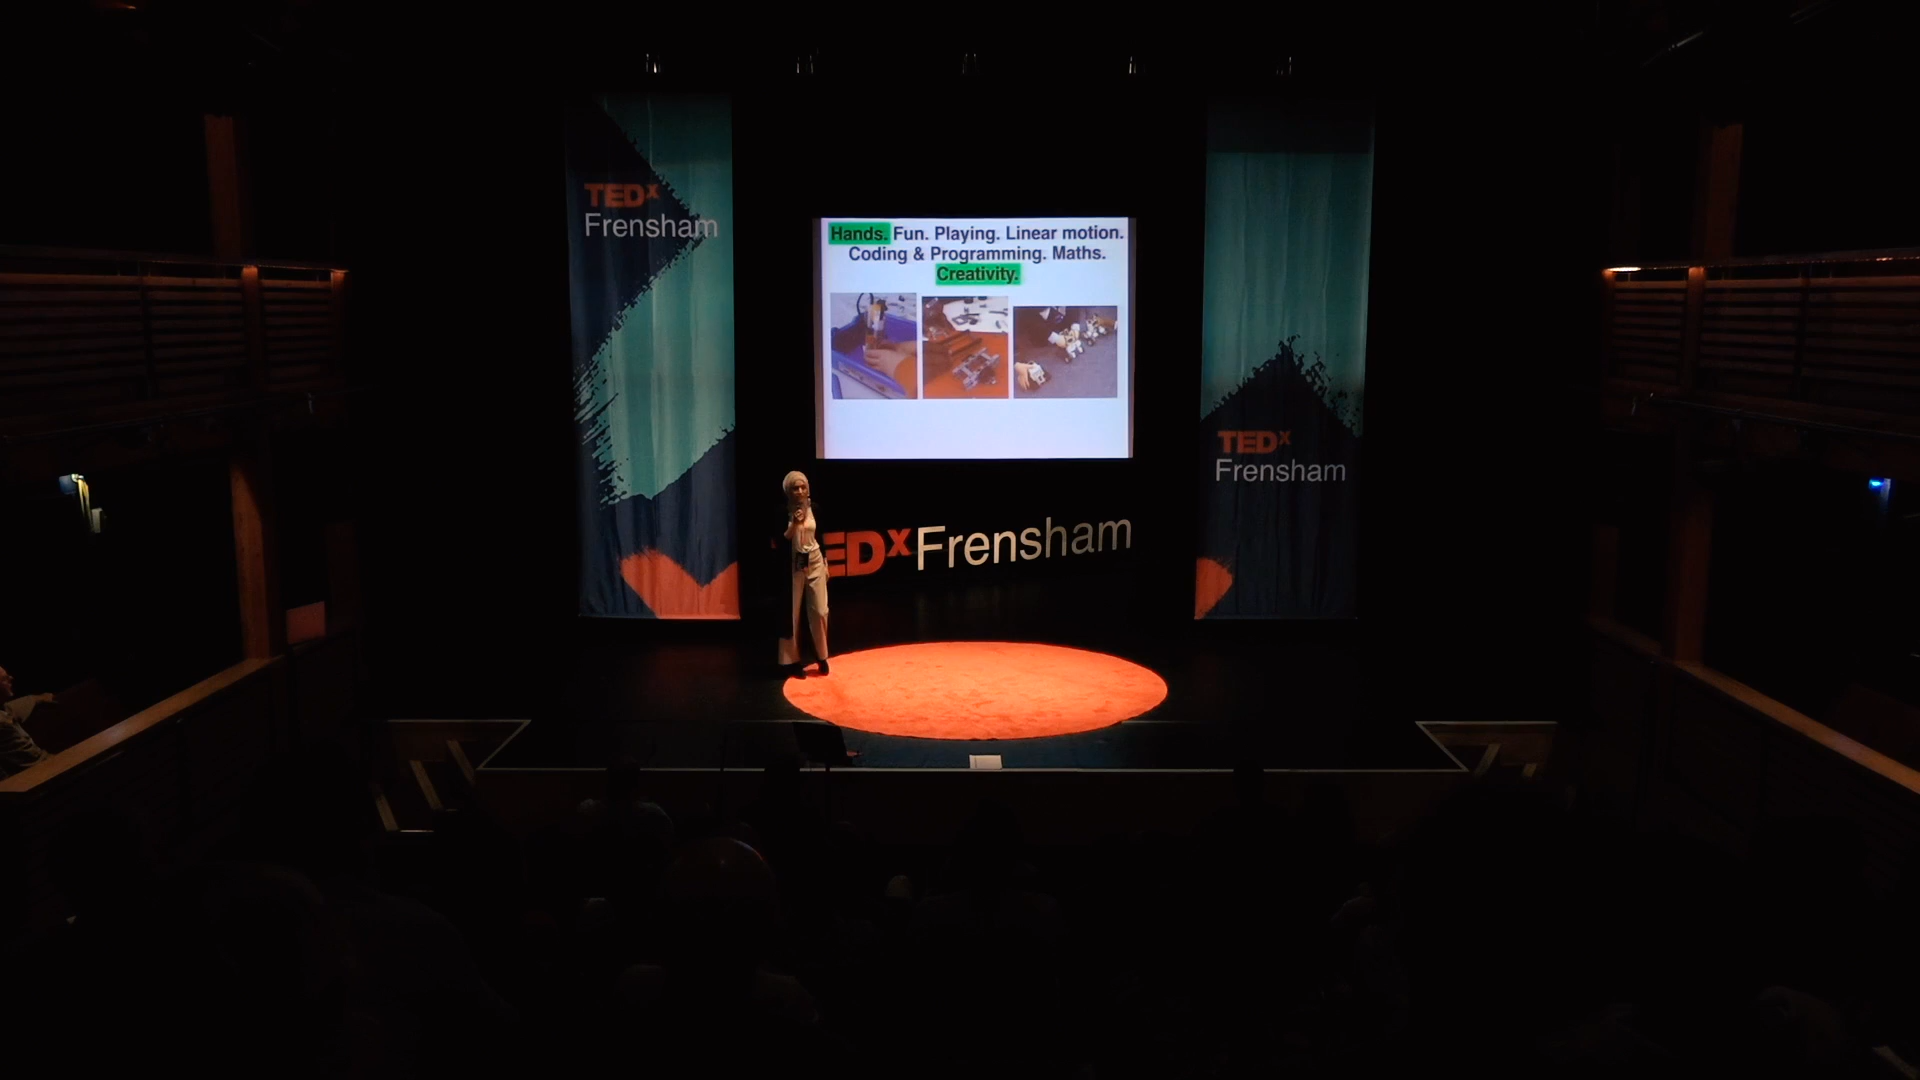 TEDx
Frensham
Hands. Fun. Playing. Linear motion.
Coding & Programming. Maths.
Creativity.
TEDx
Frensham
EDxFrensham